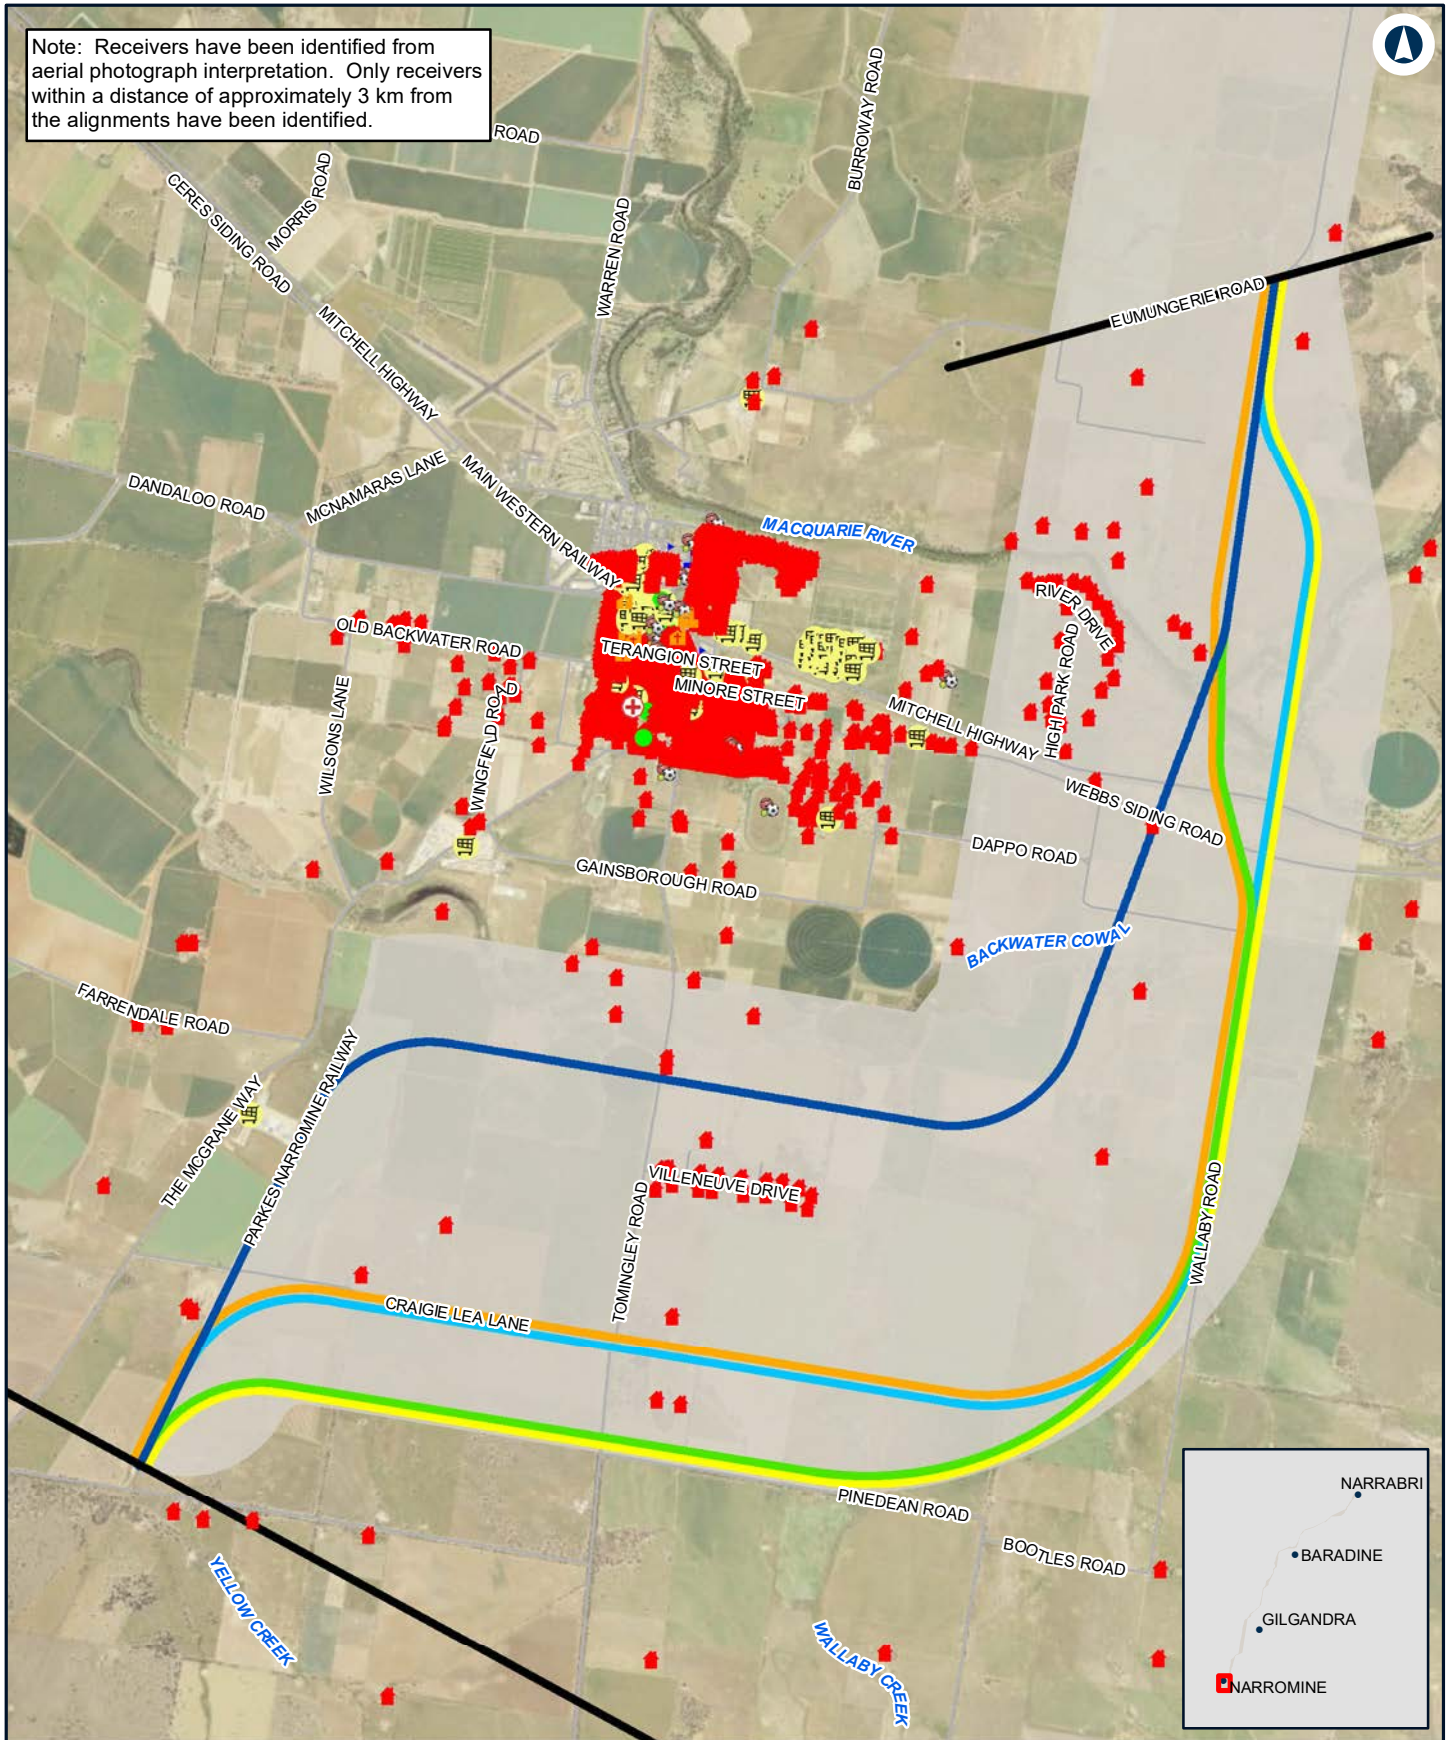 Note: Receivers have been identified from
aerial photograph interpretation. Only receivers
within a distance of approximately 3 km from
the alignments have been identified.
ROAD
BURROWAY ROAD
MORRIS ROAD
CERES SIDING ROAD
WARREN ROAD
EUMUNGERIE ROAD
MITCHELL HIGHWAY
MAIN WESTERN RAILWAY
MCNAMARAS LANE
DANDALOO ROAD
MACQUARIE RIVER
RIVER DRIVE
OLD BACKWATER ROAD
TERANGION STREET
MINORE STREET
HIGH PARK ROAD
MITCHELL HIGHWAY
WILSONS LANE
WINGFIELD ROAD
WEBBS SIDING ROAD
DAPPO ROAD
GAINSBOROUGH ROAD
BACKWATER COWAL
FARRENDALE ROAD
THE MCGRANE WAY
PARKES NARROMINE RAILWAY
VILLENEUVE DRIVE
TOMINGLEY ROAD
WALLABY ROAD
CRAIGIE LEA LANE
PINEDEAN ROAD
BOOTLES ROAD
YELLOW CREEK
WALLABY CREEK
NARRABRI
BARADINE
GILGANDRA
NARROMINE